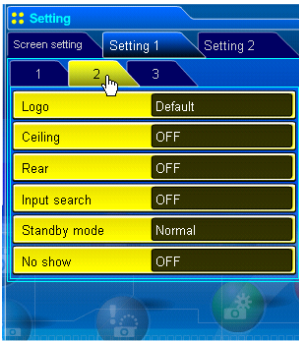 Setting
Screen setting Setting 1 Setting 2
1 2 3
Logo Default
Ceiling OFF
Rear OFF
Input search OFF
Standby mode Normal
No show OFF